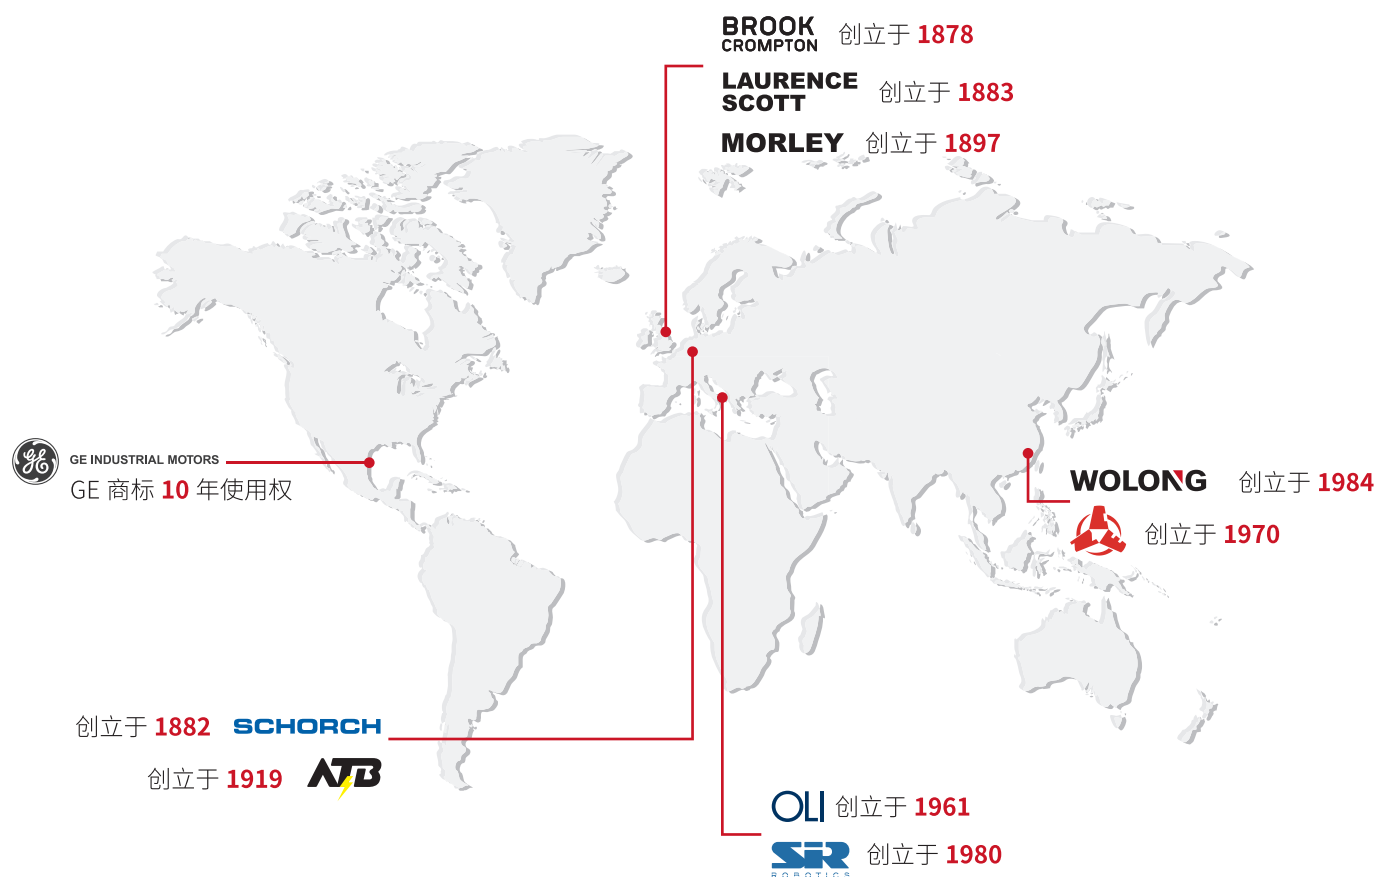 BROOK
CROMPTON 创立于 1878
LAURENCE
SCOTT 创立于 1883
MORLEY 创立于 1897
GE INDUSTRIAL MOTORS
GE 商标 10 年使用权
WOLONG 创立于 1984
创立于 1970
创立于 1882 SCHORCH
创立于 1919 ATB
OLI 创立于 1961
SIR 创立于 1980
ROBOTICS